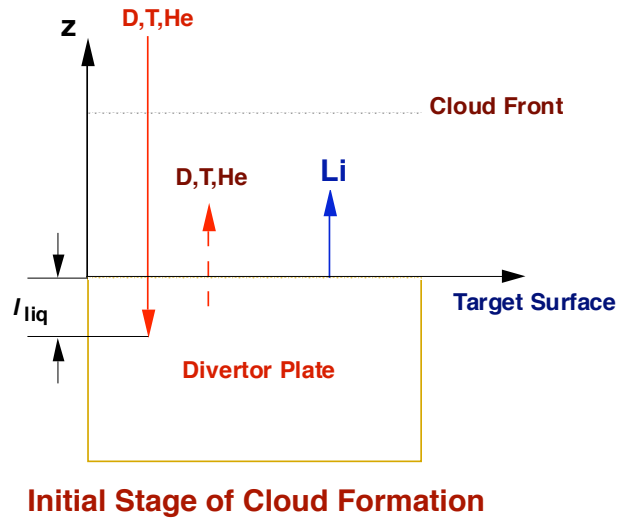 D,T,He
z
Cloud Front
D,T,He
Li
l liq
Target Surface
Divertor Plate
Initial Stage of Cloud Formation